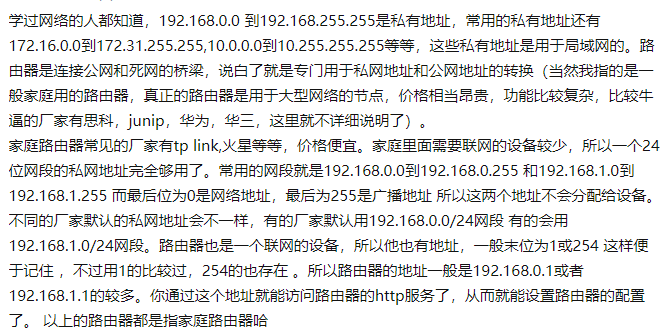 学过网络的人都知道，192.168.0.0 到192.168.255.255是私有地址，常用的私有地址还有
172.16.0.0到172.31.255.255,10.0.0.0到10.255.255.255等等，这些私有地址是用于局域网的。路
由器是连接公网和死网的桥梁，说白了就是专门用于私网地址和公网地址的转换（当然我指的是一
般家庭用的路由器，真正的路由器是用于大型网络的节点，价格相当昂贵，功能比较复杂，比较牛
逼的厂家有思科，junip，华为，华三，这里就不详细说明了）。
家庭路由器常见的厂家有tp link,火星等等，价格便宜。家庭里面需要联网的设备较少，所以一个24
位网段的私网地址完全够用了。常用的网段就是192.168.0.0到192.168.0.255 和192.168.1.0到
192.168.1.255 而最后位为0是网络地址，最后为255是广播地址 所以这两个地址不会分配给设备。
不同的厂家默认的私网地址会不一样，有的厂家默认用192.168.0.0/24网段 有的会用
192.168.1.0/24网段。路由器也是一个联网的设备，所以他也有地址，一般末位为1或254 这样便
于记住 ，不过用1的比较过，254的也存在 。所以路由器的地址一般是192.168.0.1或者
192.168.1.1的较多。你通过这个地址就能访问路由器的http服务了，从而就能设置路由器的配置
了。 以上的路由器都是指家庭路由器哈